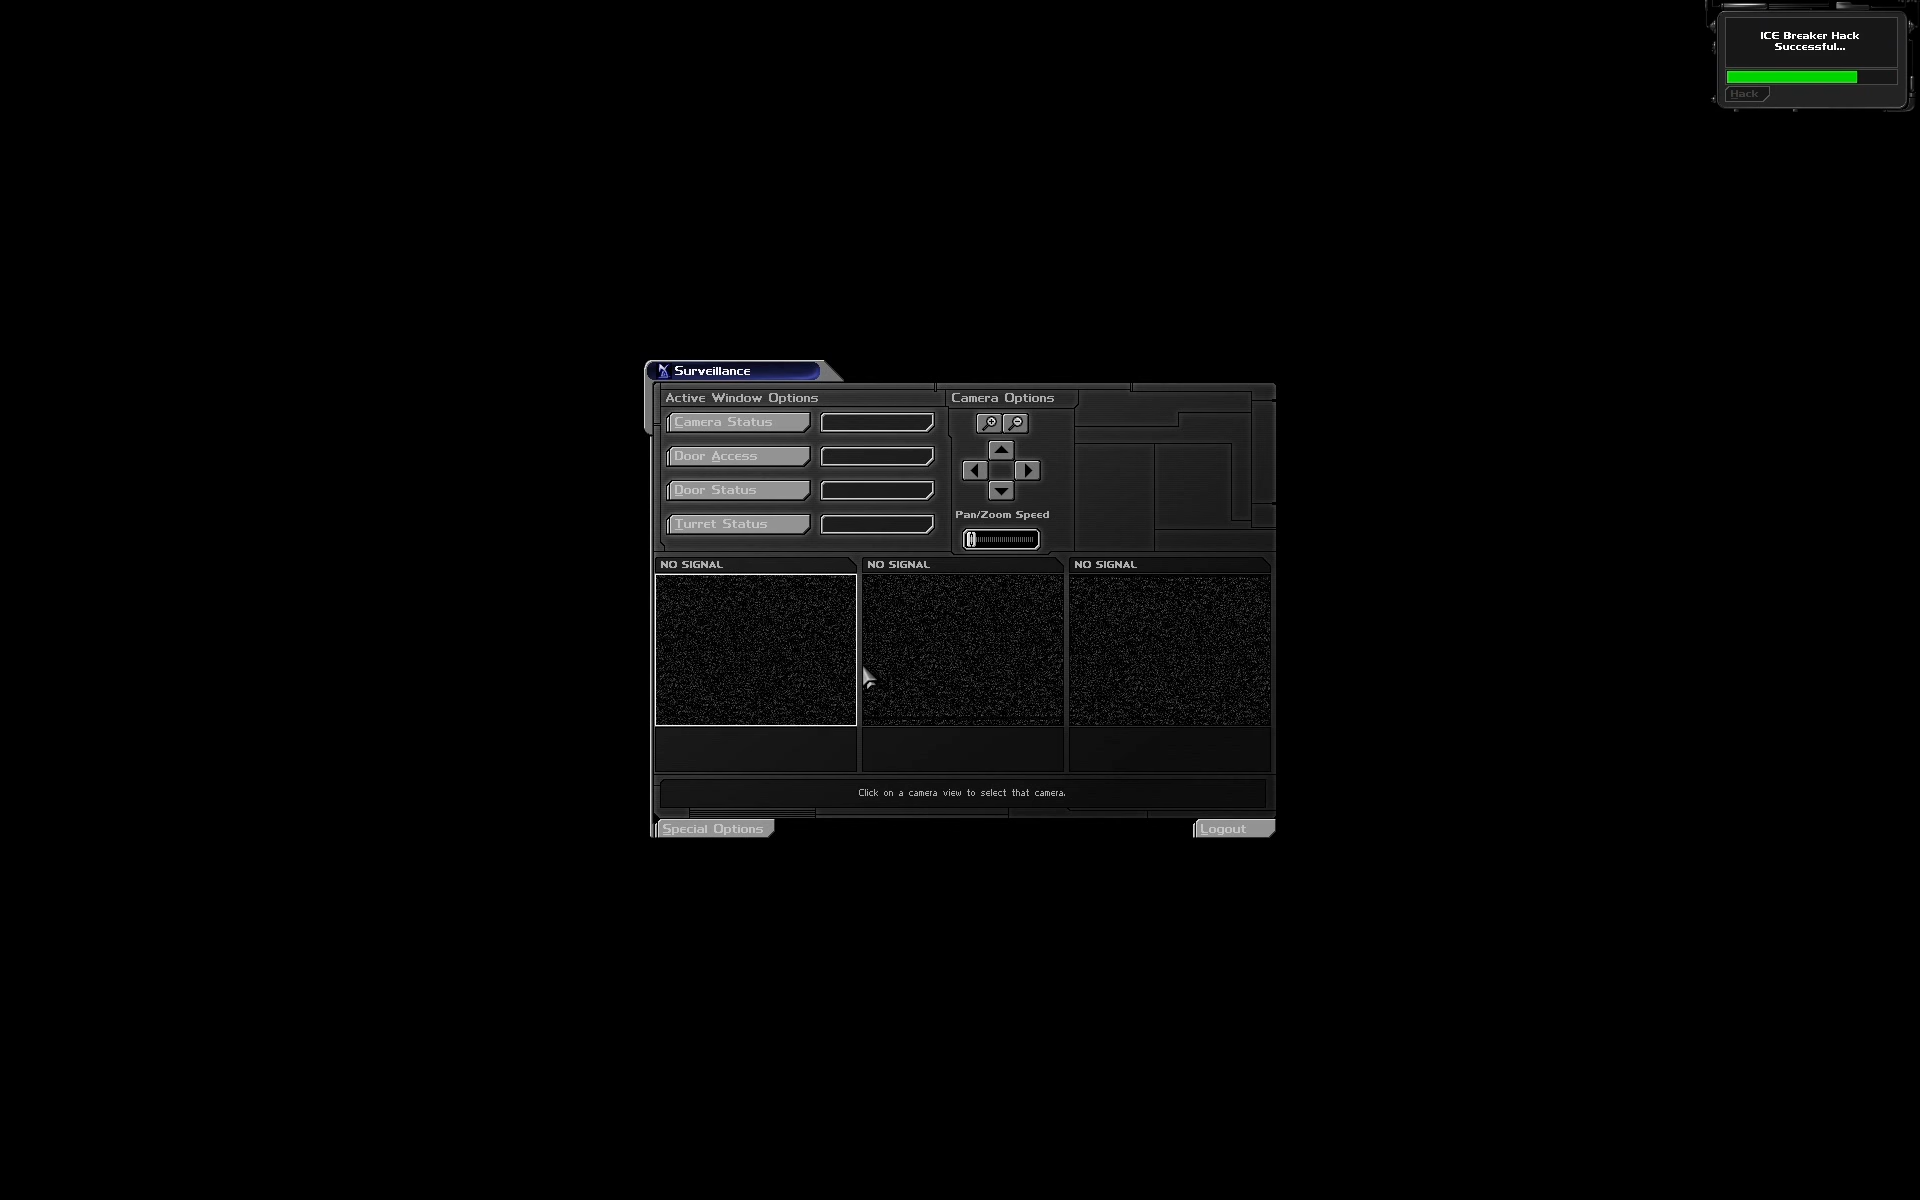 ICE Breaker Hack
Successful...
Hack
Surveillance
Active Window Options
Camera Options
Camera Status
Door Access
Door Status
Turret Status
Pan/Zoom Speed
NO SIGNAL
NO SIGNAL
NO SIGNAL
Click on a camera view to select that camera.
Special Options
Logout